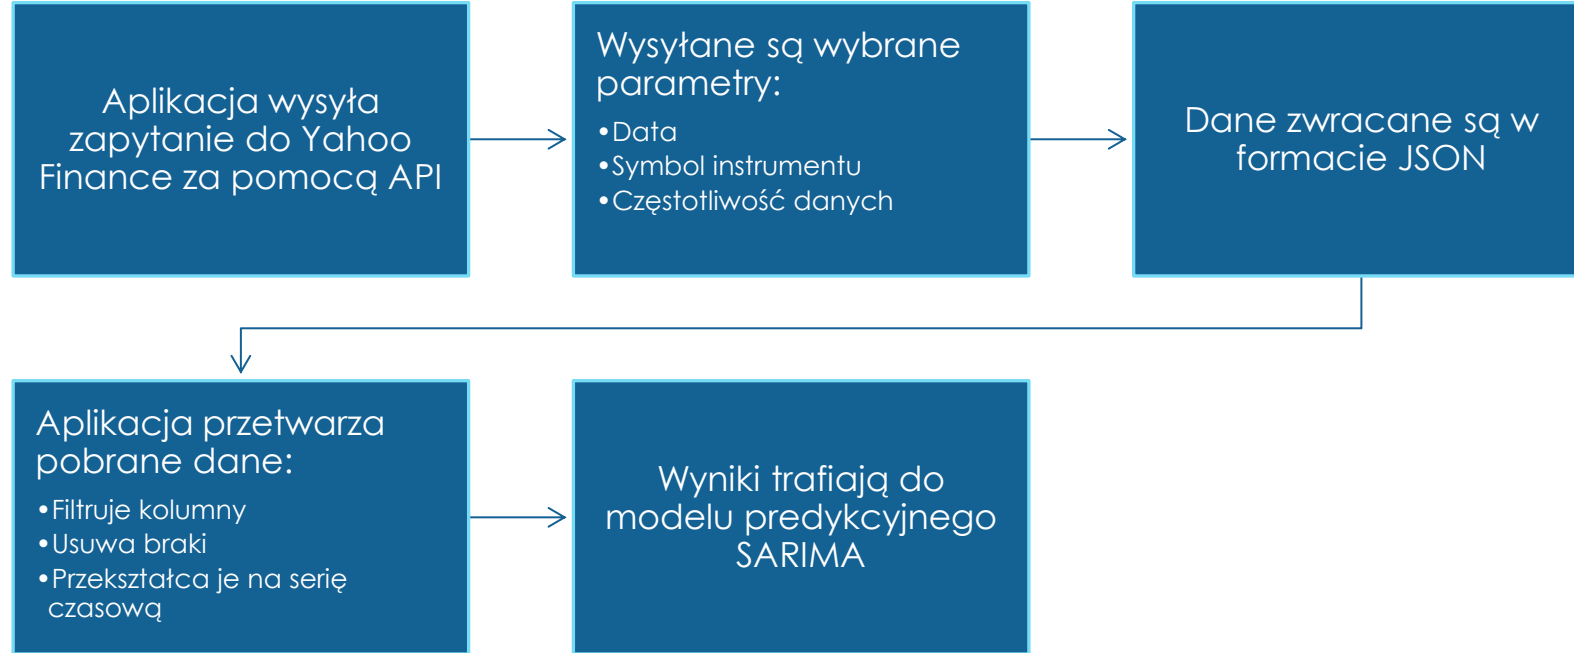 Aplikacja wysyła
zapytanie do Yahoo
Finance za pomocą API
Wysyłane są wybrane
parametry:
•Data
•Symbol instrumentu
•Częstotliwość danych
Dane zwracane są w
formacie JSON
Aplikacja przetwarza
pobrane dane:
•Filtruje kolumny
•Usuwa braki
•Przekształca je na serię
czasową
Wyniki trafiają do
modelu predykcyjnego
SARIMA